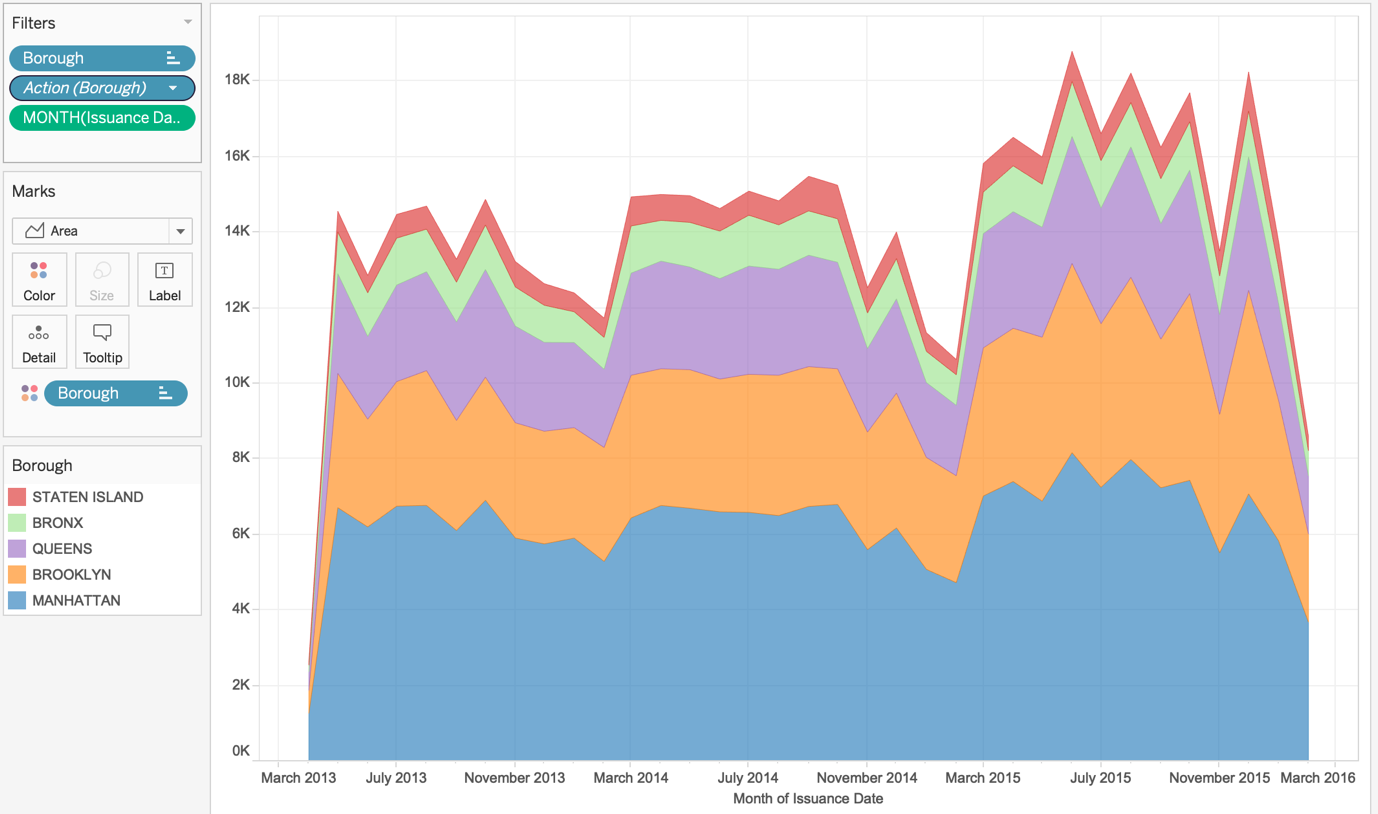 Filters
Borough
Action (Borough)
MONTH(Issuance Da..
Marks
Area
Color
Size
Label
Detail
Tooltip
Borough
Borough
STATEN ISLAND
BRONX
QUEENS
BROOKLYN
MANHATTAN
18K
16K
14K
12K
10K
8K
6K
4K
2K
0K
March 2013 July 2013 November 2013 March 2014 July 2014 November 2014 March 2015 July 2015 November 2015 March 2016
Month of Issuance Date